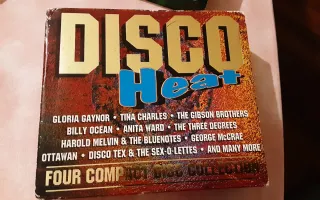 DISCO
Heat
GLORIA GAYNOR • TINA CHARLES • THE GIBSON BROTHERS
BILLY OCEAN • ANITA WARD • THE THREE DEGREES
HAROLD MELVIN & THE BLUENOTES • GEORGE McCRAE
OTTAWAN • DISCO TEX & THE SEX-O-LETTES • AND MANY MORE
FOUR COMPACT DISC COLLECTION